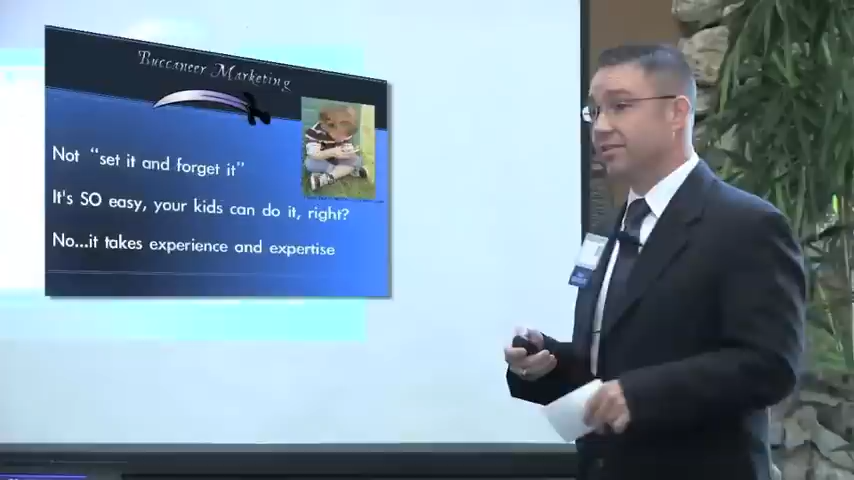 Buccaneer Marketing
Not "set it and forget it"
It's SO easy, your kids can do it, right?
No...it takes experience and expertise